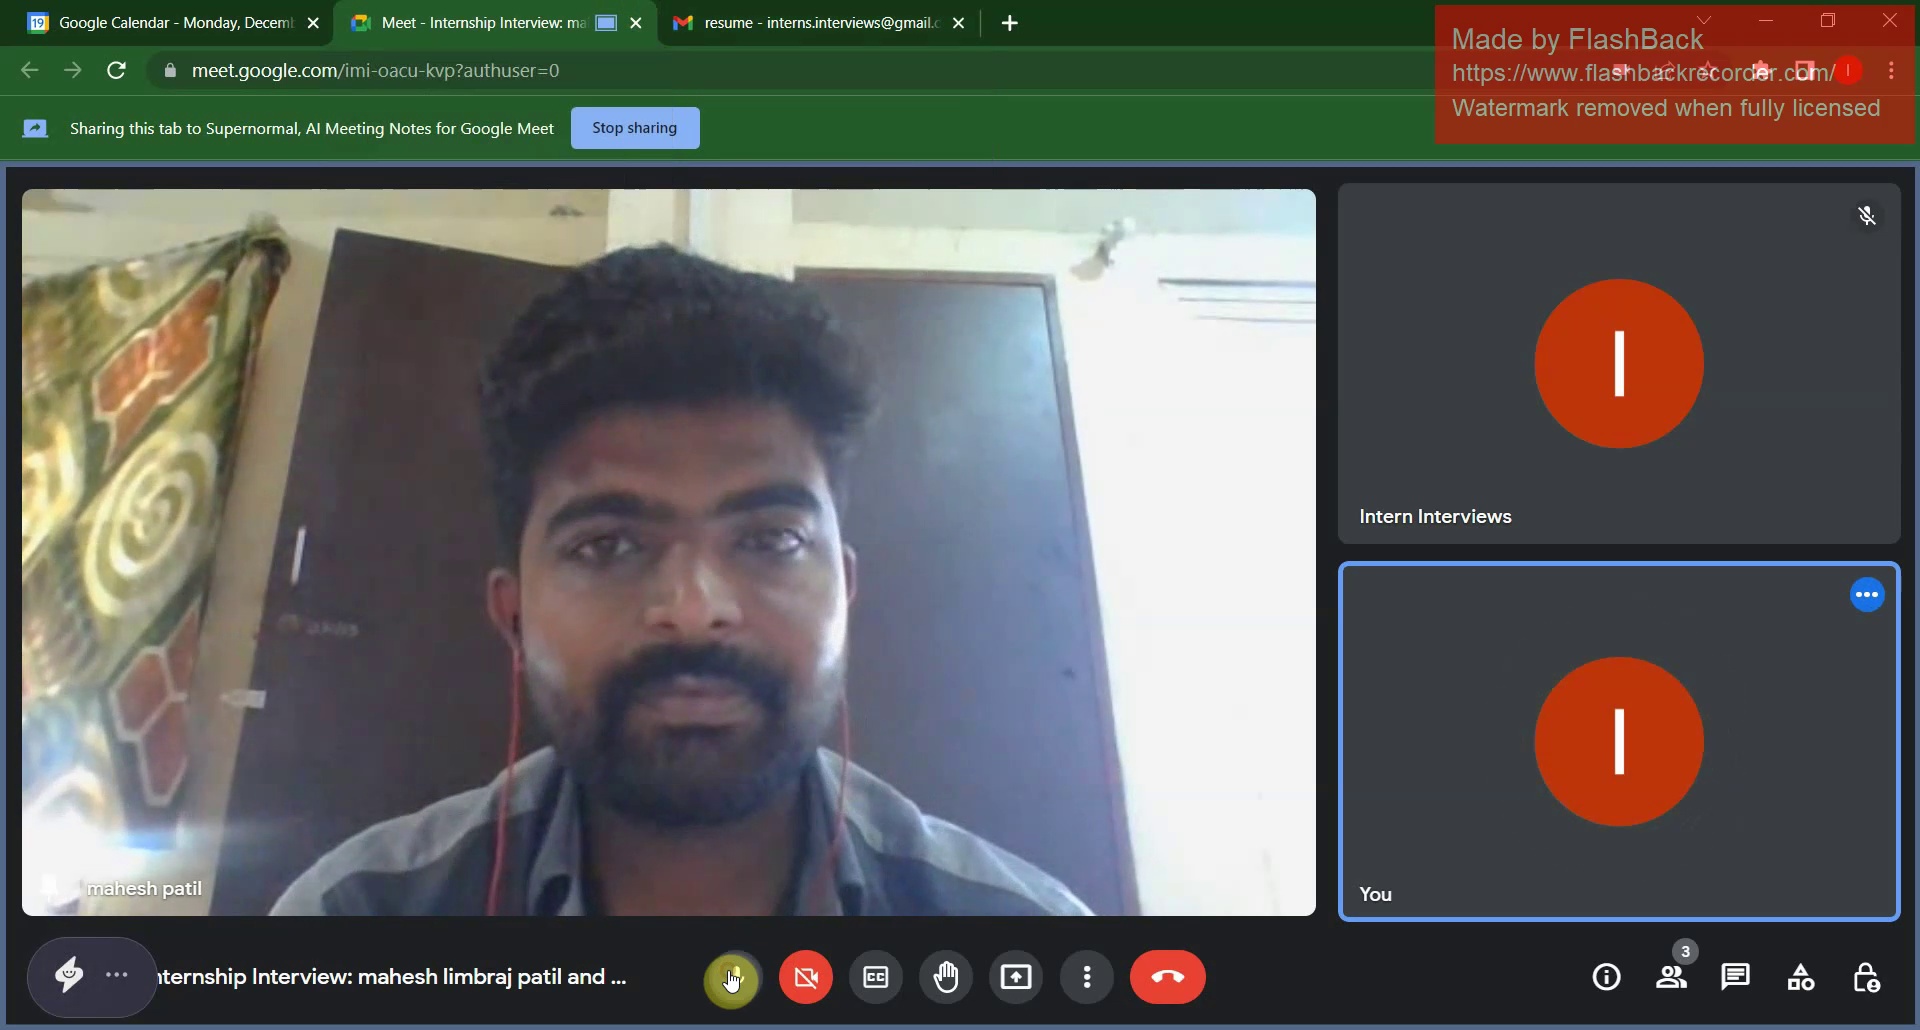 Google Calendar - Monday, Decem
Meet - Internship Interview: ma
resume - interns.interviews@gmail.c
meet.google.com/imi-oacu-kvp?authuser=0
Made by FlashBack
https://www.flashbackrecorder.com/
Watermark removed when fully licensed
Sharing this tab to Supernormal, AI Meeting Notes for Google Meet
Stop sharing
I
Intern Interviews
I
You
mahesh patil
nternship Interview: mahesh limbraj patil and ...
CC
3